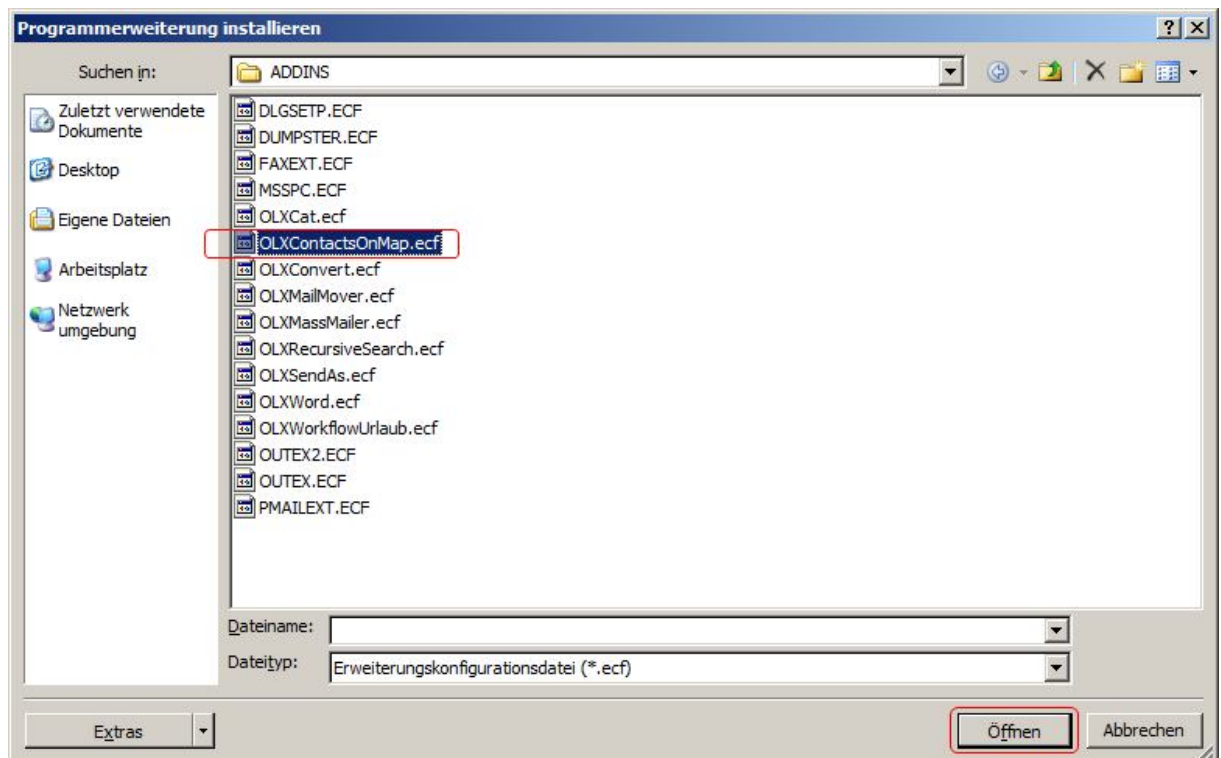 Programmerweiterung installieren
Suchen in:
ADDINS
Zuletzt verwendete
Dokumente
Desktop
Eigene Dateien
Arbeitsplatz
Netzwerk
umgebung
DLGSETP.ECF
DUMPSTER.ECF
FAXEXT.ECF
MSSPC.ECF
OLXCat.ecf
OLXContactsOnMap.ecf
OLXConvert.ecf
OLXMailMover.ecf
OLXMassMailer.ecf
OLXRecursiveSearch.ecf
OLXSendAs.ecf
OLXWord.ecf
OLXWorkflowUrlaub.ecf
OUTEX2.ECF
OUTEX.ECF
PMAILEXT.ECF
Dateiname:
Dateityp:
Erweiterungskonfigurationsdatei (*.ecf)
Extras
Öffnen
Abbrechen